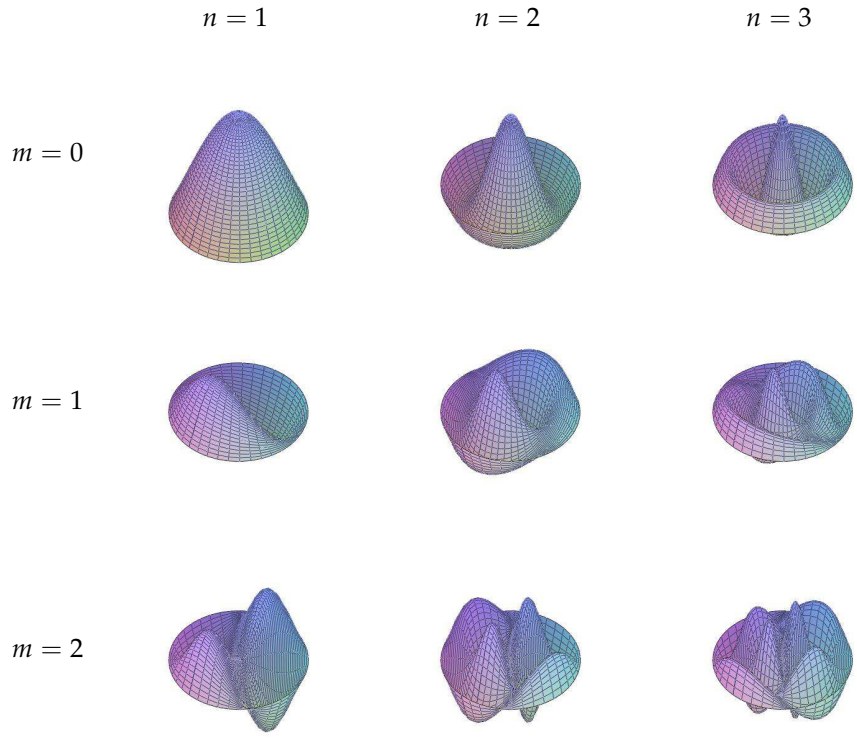 n = 1 n = 2 n = 3
m = 0
m = 1
m = 2